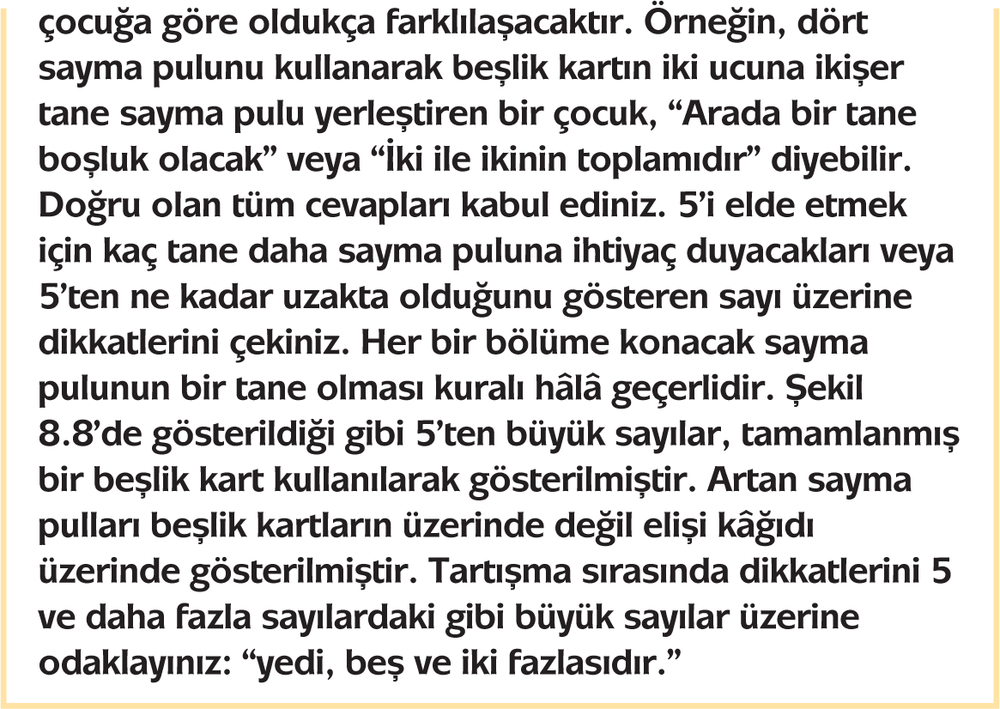 çocuğa göre oldukça farklılaşacaktır. Örneğin, dört
sayma pulunu kullanarak beşlik kartın iki ucuna ikişer
tane sayma pulu yerleştiren bir çocuk, “Arada bir tane
boşluk olacak” veya “İki ile ikinin toplamıdır” diyebilir.
Doğru olan tüm cevapları kabul ediniz. 5’i elde etmek
için kaç tane daha sayma puluna ihtiyaç duyacakları veya
5’ten ne kadar uzakta olduğunu gösteren sayı üzerine
dikkatlerini çekiniz. Her bir bölüme konacak sayma
pulunun bir tane olması kuralı hâlâ geçerlidir. Şekil
8.8’de gösterildiği gibi 5’ten büyük sayılar, tamamlanmış
bir beşlik kart kullanılarak gösterilmiştir. Artan sayma
pulları beşlik kartların üzerinde değil elişi kâğıdı
üzerinde gösterilmiştir. Tartışma sırasında dikkatlerini 5
ve daha fazla sayılardaki gibi büyük sayılar üzerine
odaklayınız: “yedi, beş ve iki fazlasıdır.”